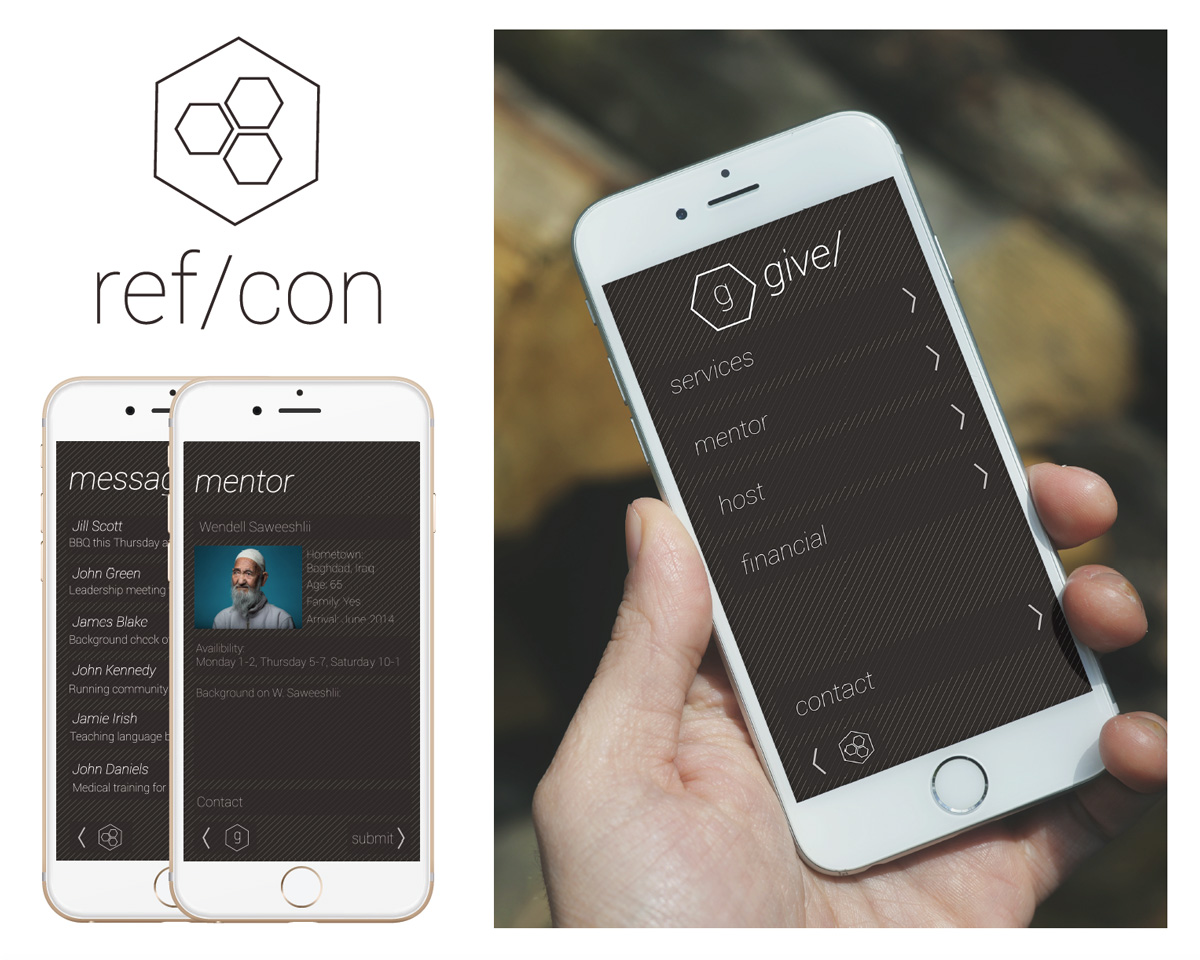 ref/con
messag
Jill Scott
BBQ this Thursday a
John Green
Leadership meeting
James Blake
Background check o
John Kennedy
Running community
Jamie Irish
Teaching language b
John Daniels
Medical training for
mentor
Wendell Saweeshlii
Hometown:
Baghdad, Iraq
Age: 65
Family: Yes
Arrival: June 2014
Availibility:
Monday 1-2, Thursday 5-7, Saturday 10-1
Background on W. Saweeshlii:
Contact
g
submit
g give/
services
mentor
host
financial
contact